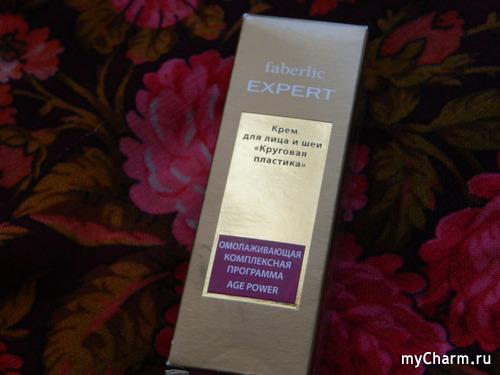 faberlic
EXPERT
Крем
для лица и шеи
«Круговая
пластика»
ОМОЛАЖИВАЮЩАЯ
КОМПЛЕКСНАЯ
ПРОГРАММА
AGE POWER
myCharm.ru